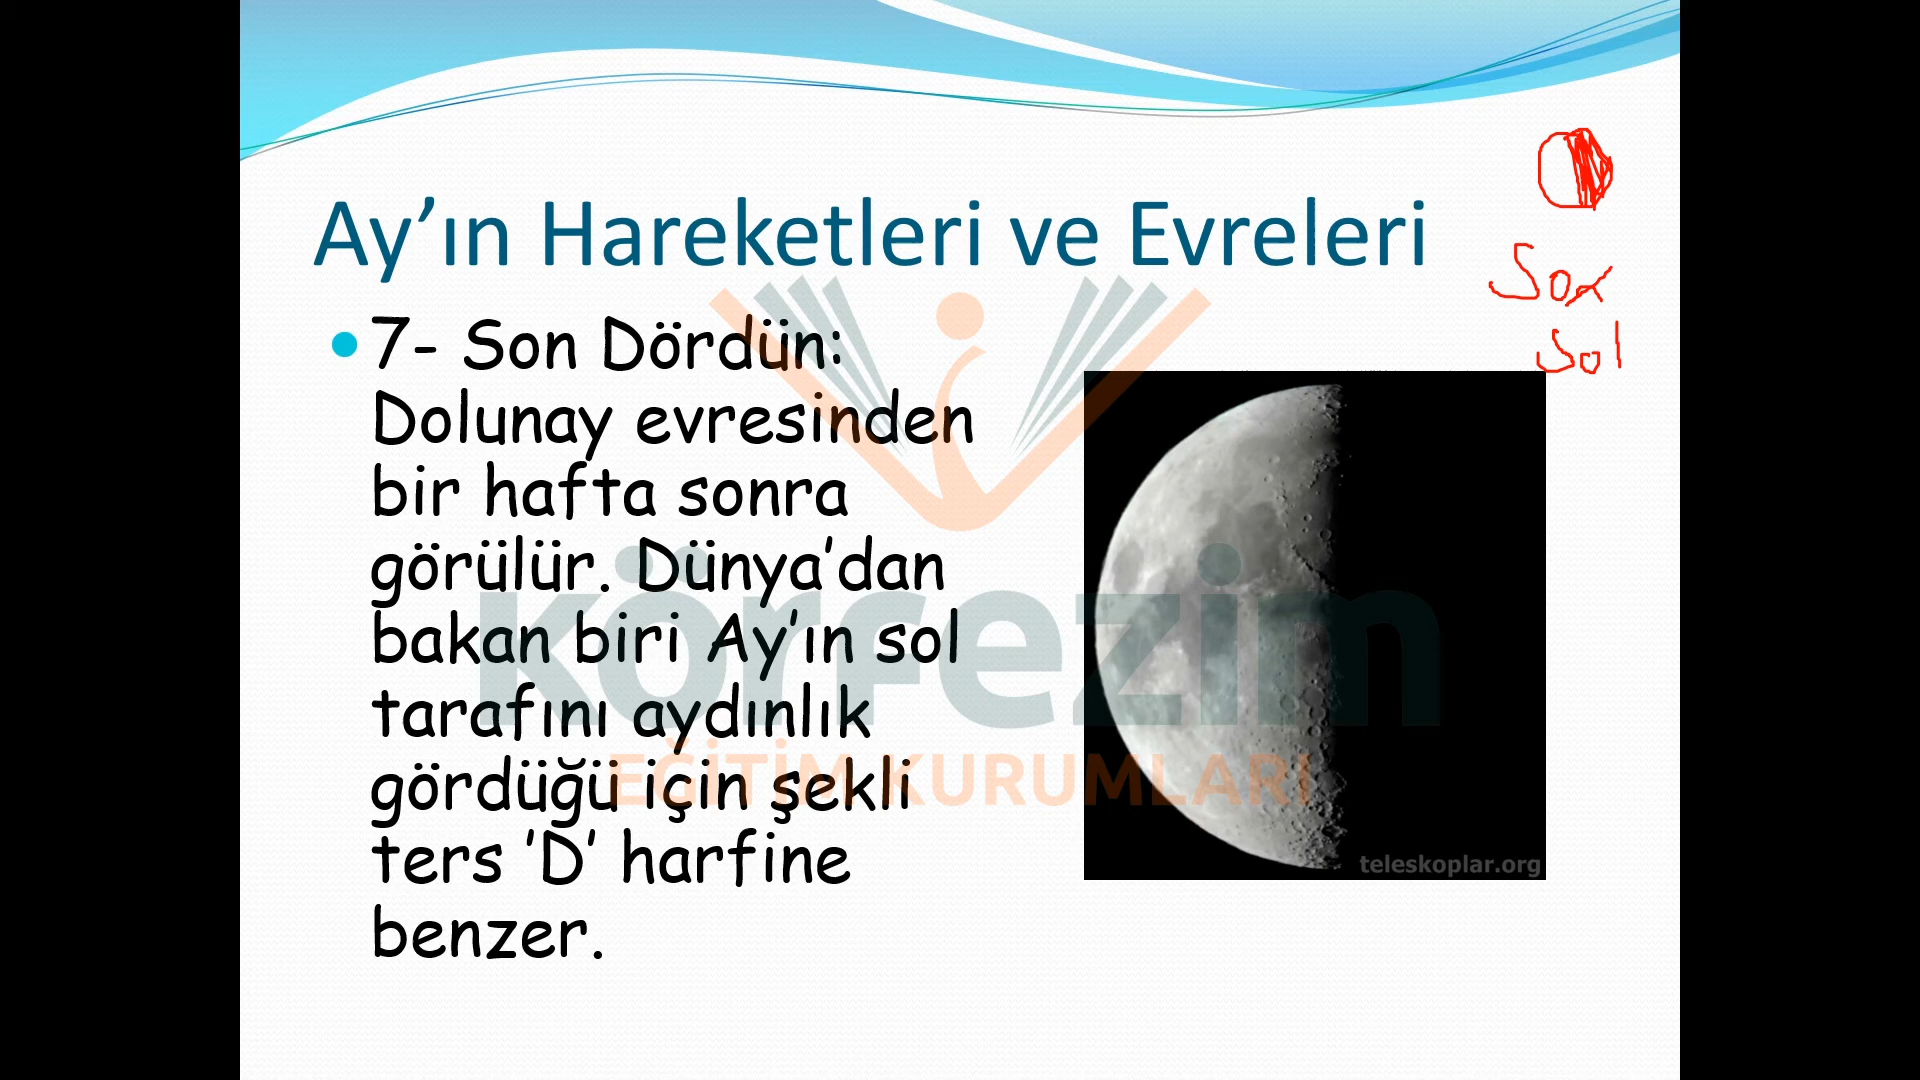 Ay’ın Hareketleri ve Evreleri
7- Son Dördün:
Dolunay evresinden
bir hafta sonra
görülür. Dünya’dan
bakan biri Ay’ın sol
tarafını aydınlık
gördüğü için şekli
ters ’D’ harfine
benzer.
Son
Sol
körfezim
EĞİTİM KURUMLARI
teleskoplar.org